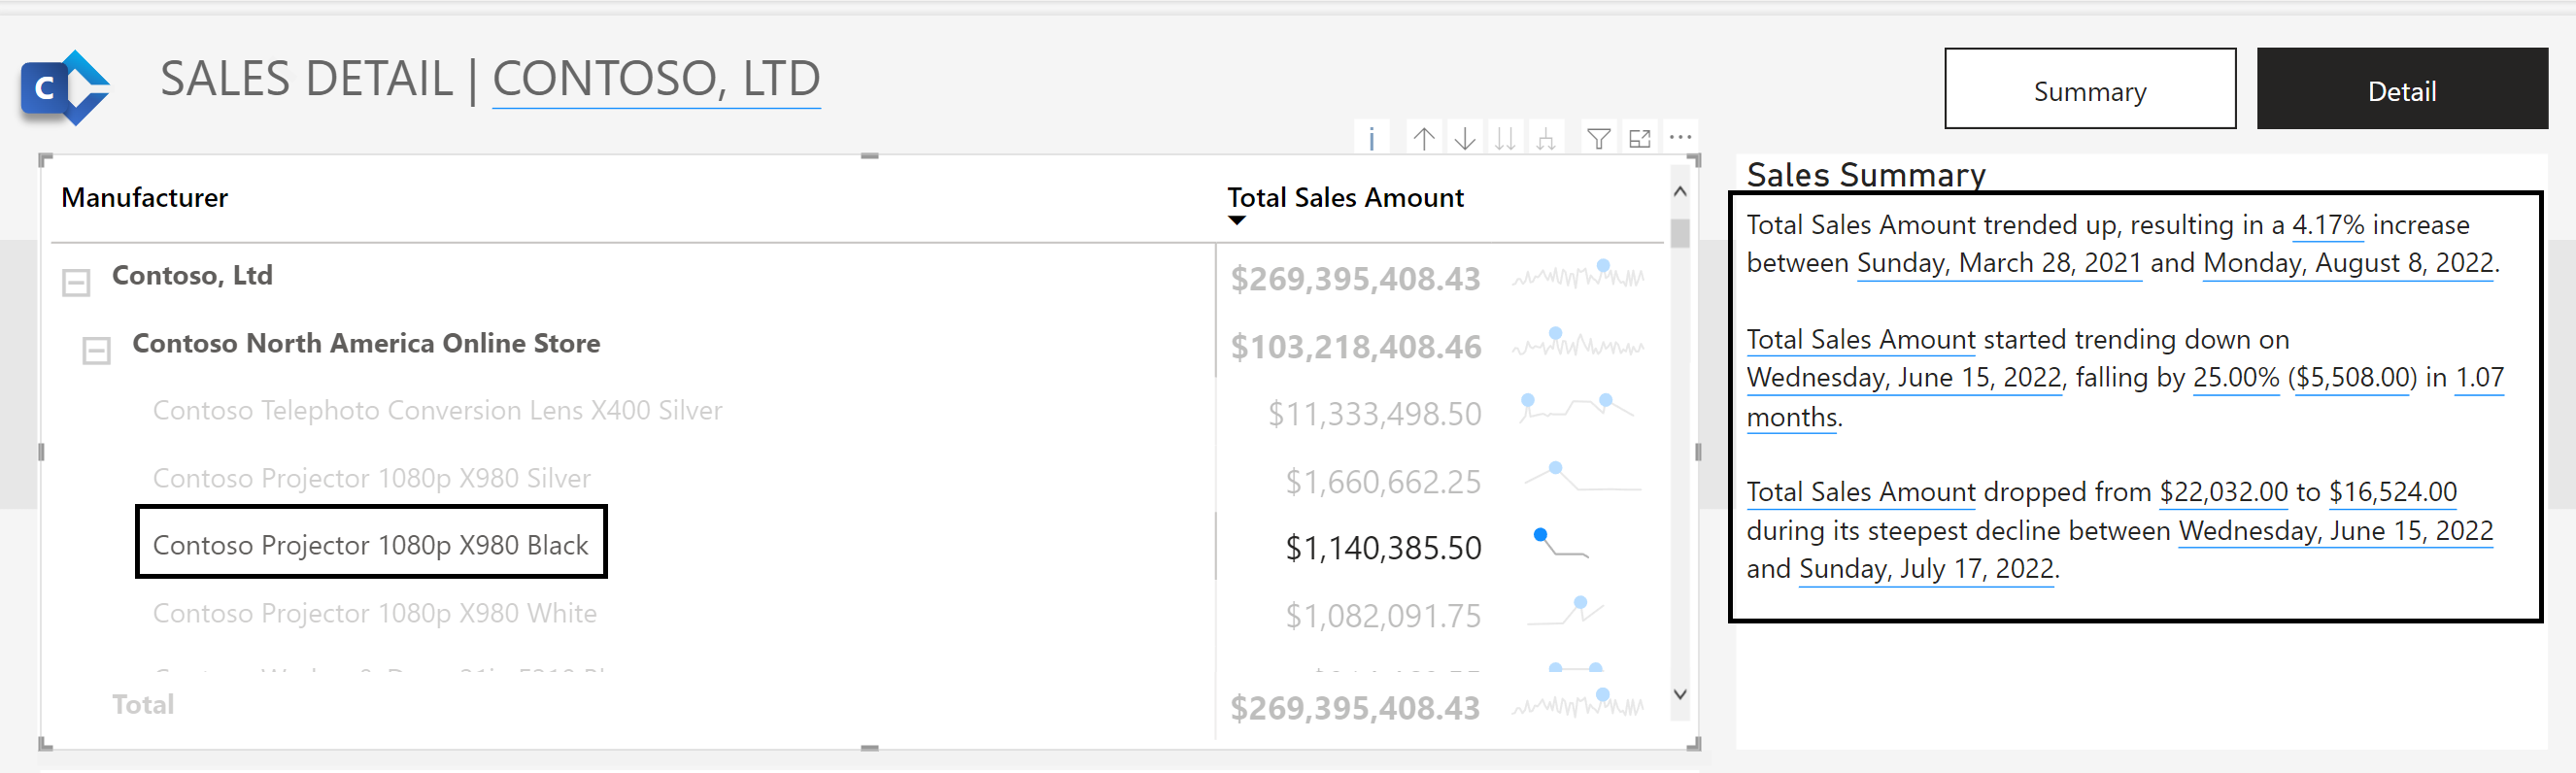 C
SALES DETAIL | CONTOSO, LTD
Summary
Detail
i
Manufacturer
Total Sales Amount
Contoso, Ltd
$269,395,408.43
Contoso North America Online Store
$103,218,408.46
Contoso Telephoto Conversion Lens X400 Silver
$11,333,498.50
Contoso Projector 1080p X980 Silver
$1,660,662.25
Contoso Projector 1080p X980 Black
$1,140,385.50
Contoso Projector 1080p X980 White
$1,082,091.75
Total
$269,395,408.43
Sales Summary
Total Sales Amount trended up, resulting in a 4.17% increase
between Sunday, March 28, 2021 and Monday, August 8, 2022.
Total Sales Amount started trending down on
Wednesday, June 15, 2022, falling by 25.00% ($5,508.00) in 1.07
months.
Total Sales Amount dropped from $22,032.00 to $16,524.00
during its steepest decline between Wednesday, June 15, 2022
and Sunday, July 17, 2022.